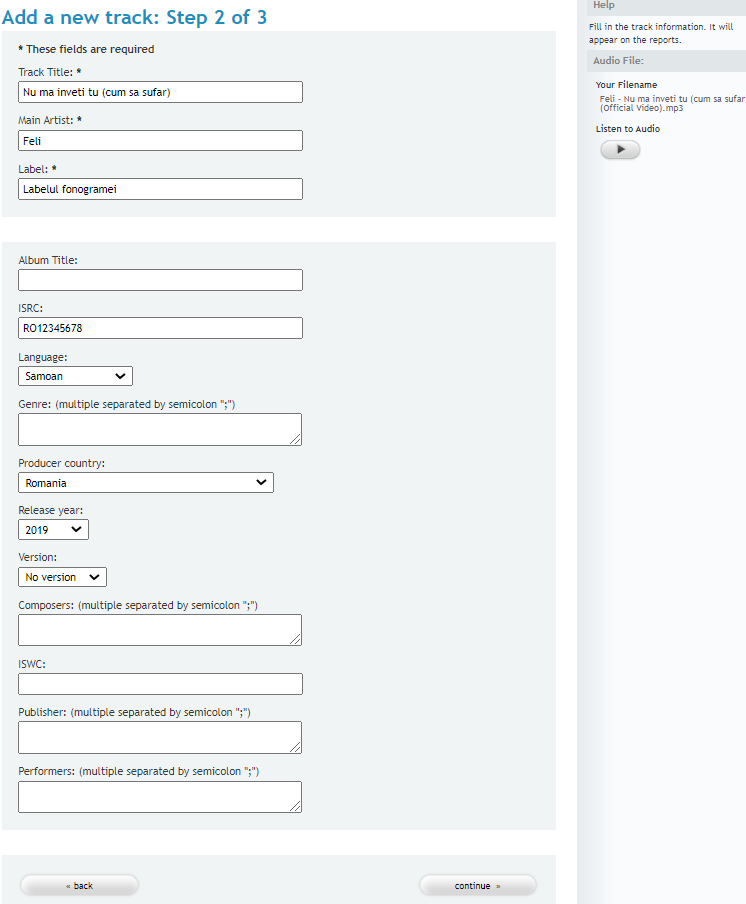 Add a new track: Step 2 of 3
* These fields are required
Track Title: *
Nu ma inveti tu (cum sa sufar)
Main Artist: *
Feli
Label: *
Labelul fonogramei
Album Title:
ISRC:
RO12345678
Language:
Samoan
Genre: (multiple separated by semicolon ";")
Producer country:
Romania
Release year:
2019
Version:
No version
Composers: (multiple separated by semicolon ";")
ISWC:
Publisher: (multiple separated by semicolon ";")
Performers: (multiple separated by semicolon ";")
« back
continue »
Help
Fill in the track information. It will
appear on the reports.
Audio File:
Your Filename
Feli - Nu ma inveti tu (cum sa sufar
(Official Video).mp3
Listen to Audio